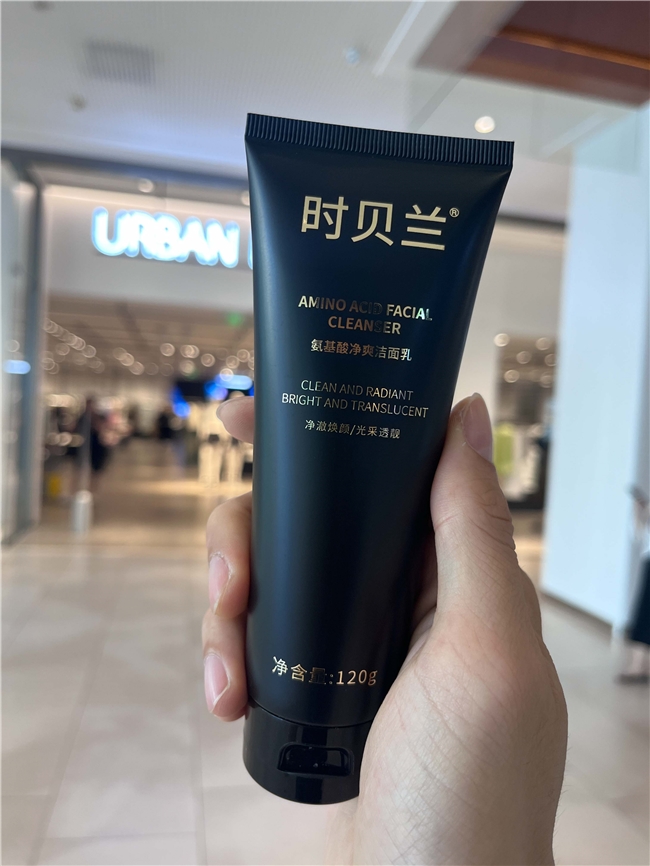 URBAN
时贝兰®
AMINO ACID FACIAL
CLEANSER
氨基酸净爽洁面乳
CLEAN AND RADIANT
BRIGHT AND TRANSLUCENT
净澈焕颜/光采透靓
净含量:120g